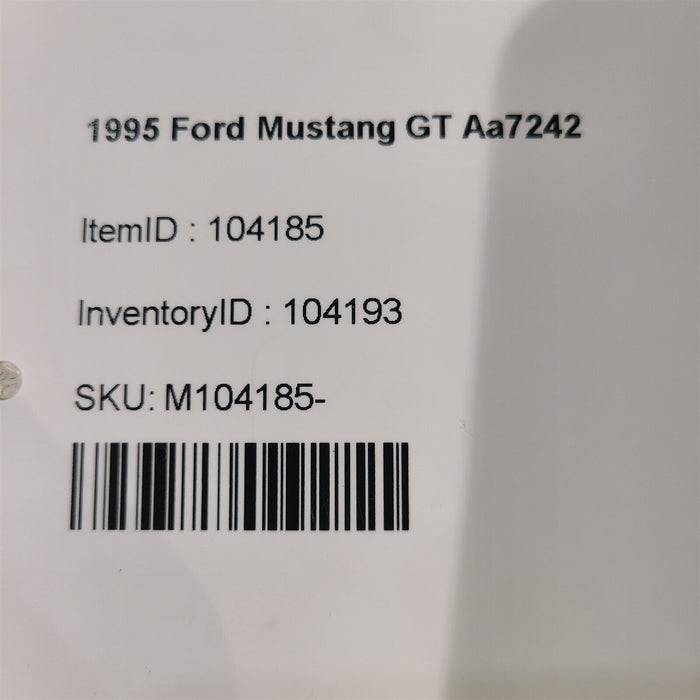 1995 Ford Mustang GT Aa7242
ItemID : 104185
InventoryID : 104193
SKU: M104185-